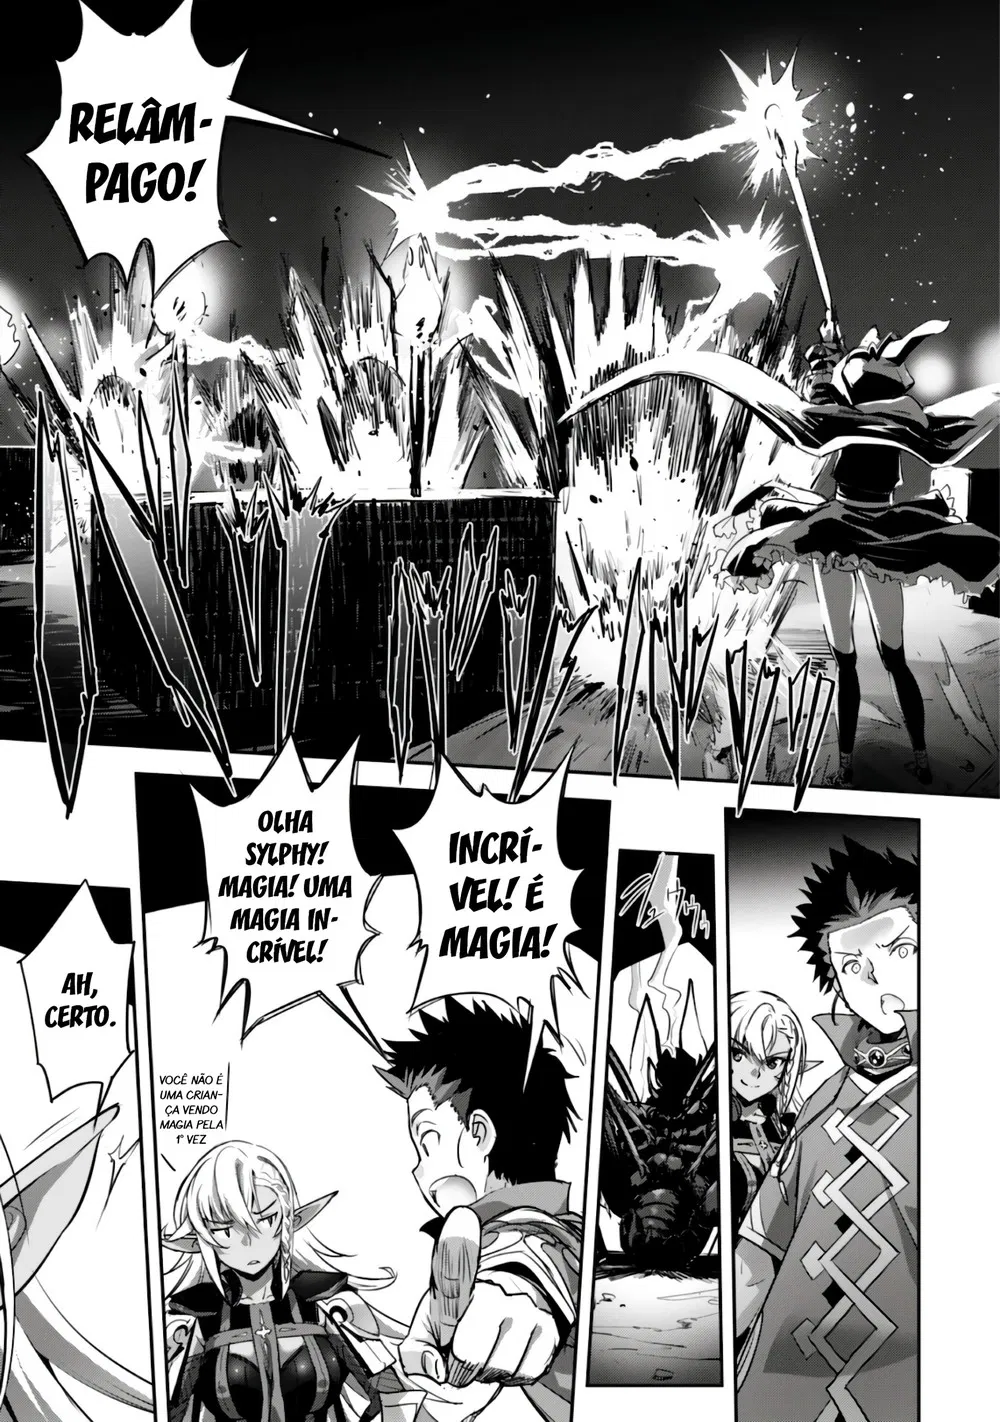 RELÂM-
PAGO!
INCRÍ-
VEL! É
MAGIA!
OLHA
SYLPHY!
MAGIA! UMA
MAGIA IN-
CRÍVEL!
VOCÊ NÃO É
UMA CRIAN-
ÇA VENDO
MAGIA PELA
1° VEZ
AH,
CERTO.